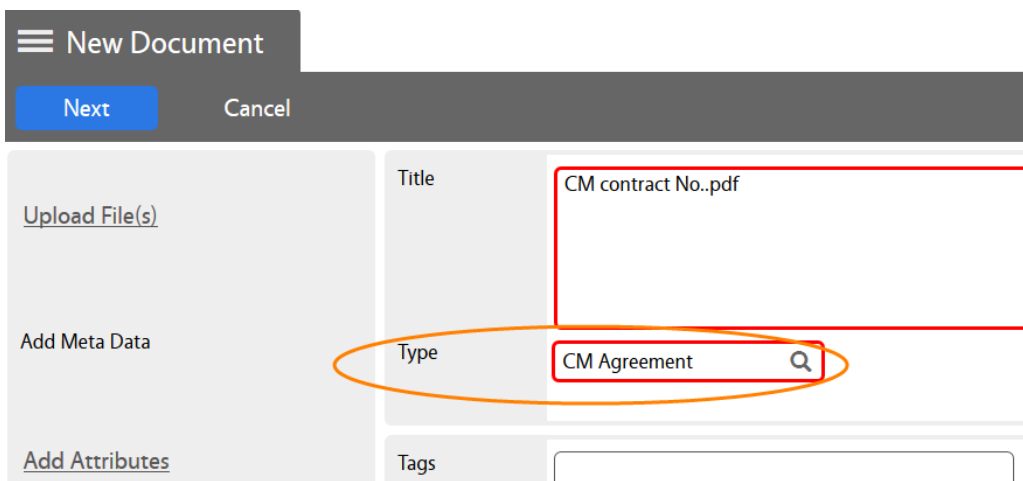 New Document
Next Cancel
Upload File(s)
Add Meta Data
Add Attributes
Title
CM contract No..pdf
Type
CM Agreement
Tags